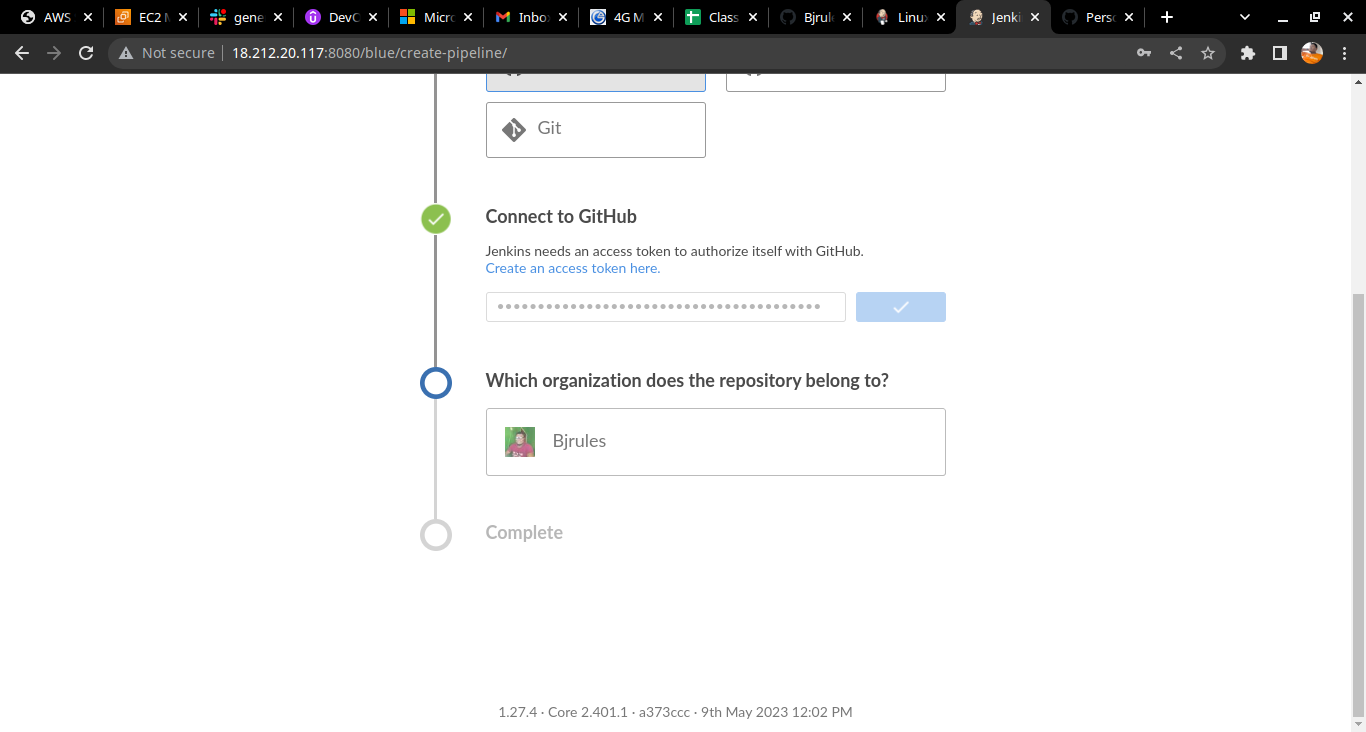 AWS
EC2
gene
DevO
Micro
Inbo
4G M
Class
Bjrul
Linux
Jenki
Perso
Not secure
18.212.20.117:8080/blue/create-pipeline/
Git
Connect to GitHub
Jenkins needs an access token to authorize itself with GitHub.
Create an access token here.
Which organization does the repository belong to?
Bjrules
Complete
1.27.4 · Core 2.401.1 · a373ccc · 9th May 2023 12:02 PM